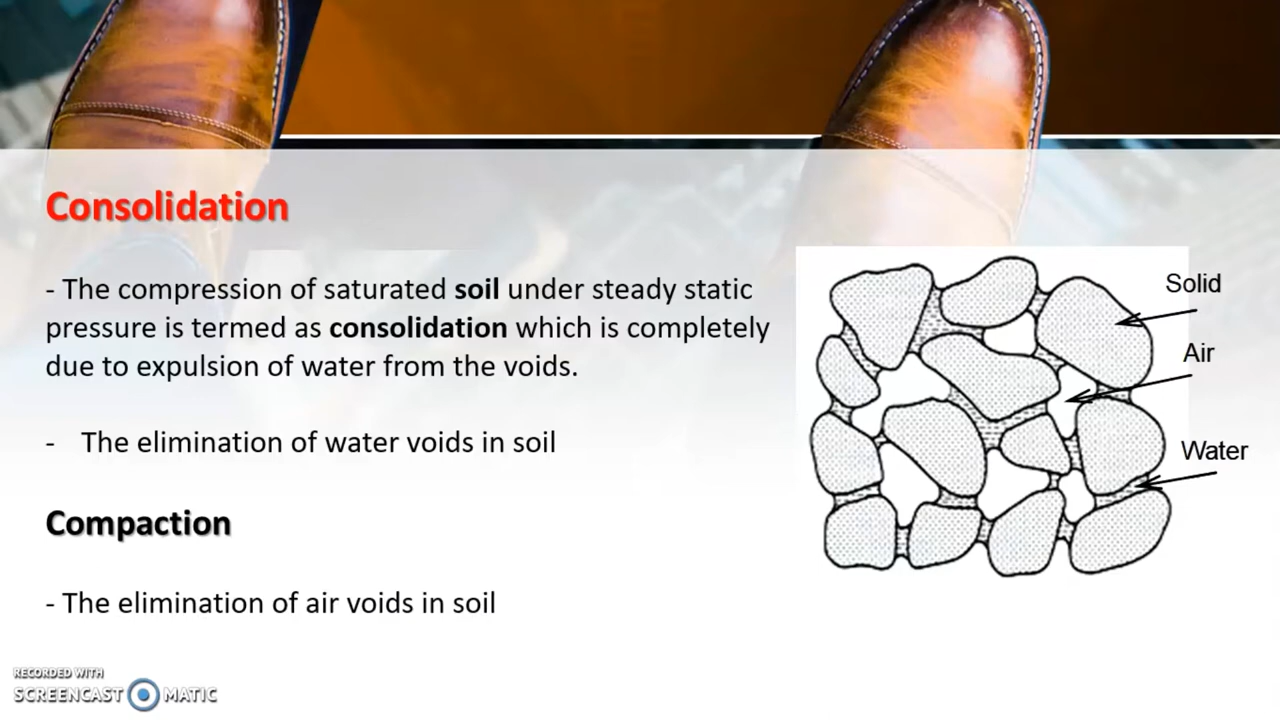 Consolidation
- The compression of saturated soil under steady static
pressure is termed as consolidation which is completely
due to expulsion of water from the voids.
- The elimination of water voids in soil
Compaction
- The elimination of air voids in soil
Solid
Air
Water
RECORDED WITH
SCREENCAST MATIC